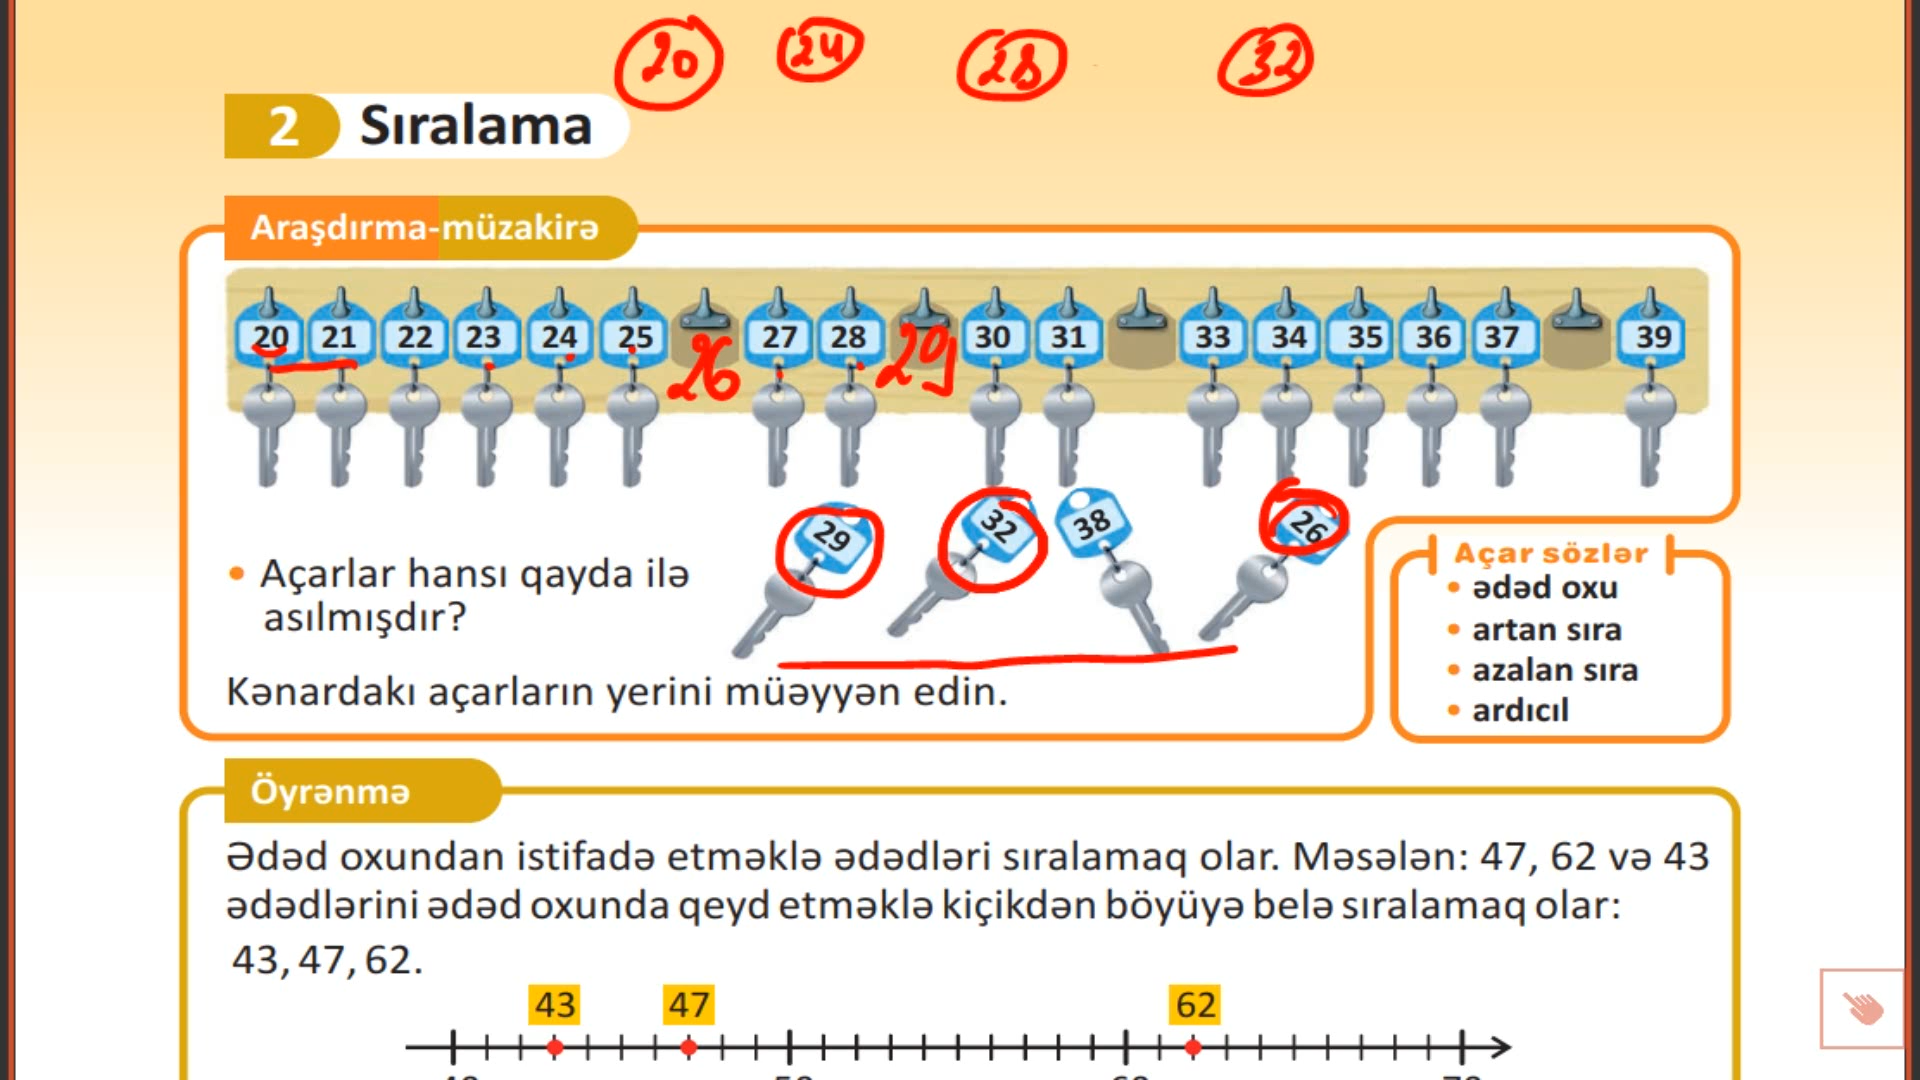 20 24 28 32
2 Sıralama
Araşdırma-müzakirə
20 21 22 23 24 25 27 28 30 31 33 34 35 36 37 39
26 29
29 32 38 26
• Açarlar hansı qayda ilə
asılmışdır?
Kənardakı açarların yerini müəyyən edin.
Açar sözlər
• ədəd oxu
• artan sıra
• azalan sıra
• ardıcıl
Öyrənmə
Ədəd oxundan istifadə etməklə ədədləri sıralamaq olar. Məsələn: 47, 62 və 43
ədədlərini ədəd oxunda qeyd etməklə kiçikdən böyüyə belə sıralamaq olar:
43, 47, 62.
43 47 62